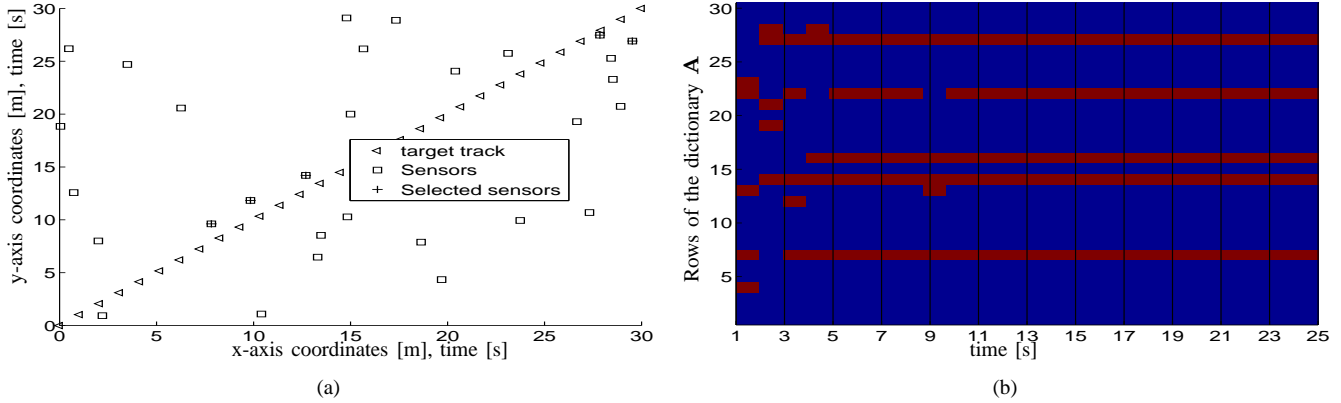 30
25
20
15
10
5
0
y-axis coordinates [m], time [s]
target track
Sensors
Selected sensors
0 5 10 15 20 25 30
x-axis coordinates [m], time [s]
(a)
30
25
20
15
10
5
Rows of the dictionary A
1 3 5 7 9 11 13 15 17 19 21 23 25
time [s]
(b)